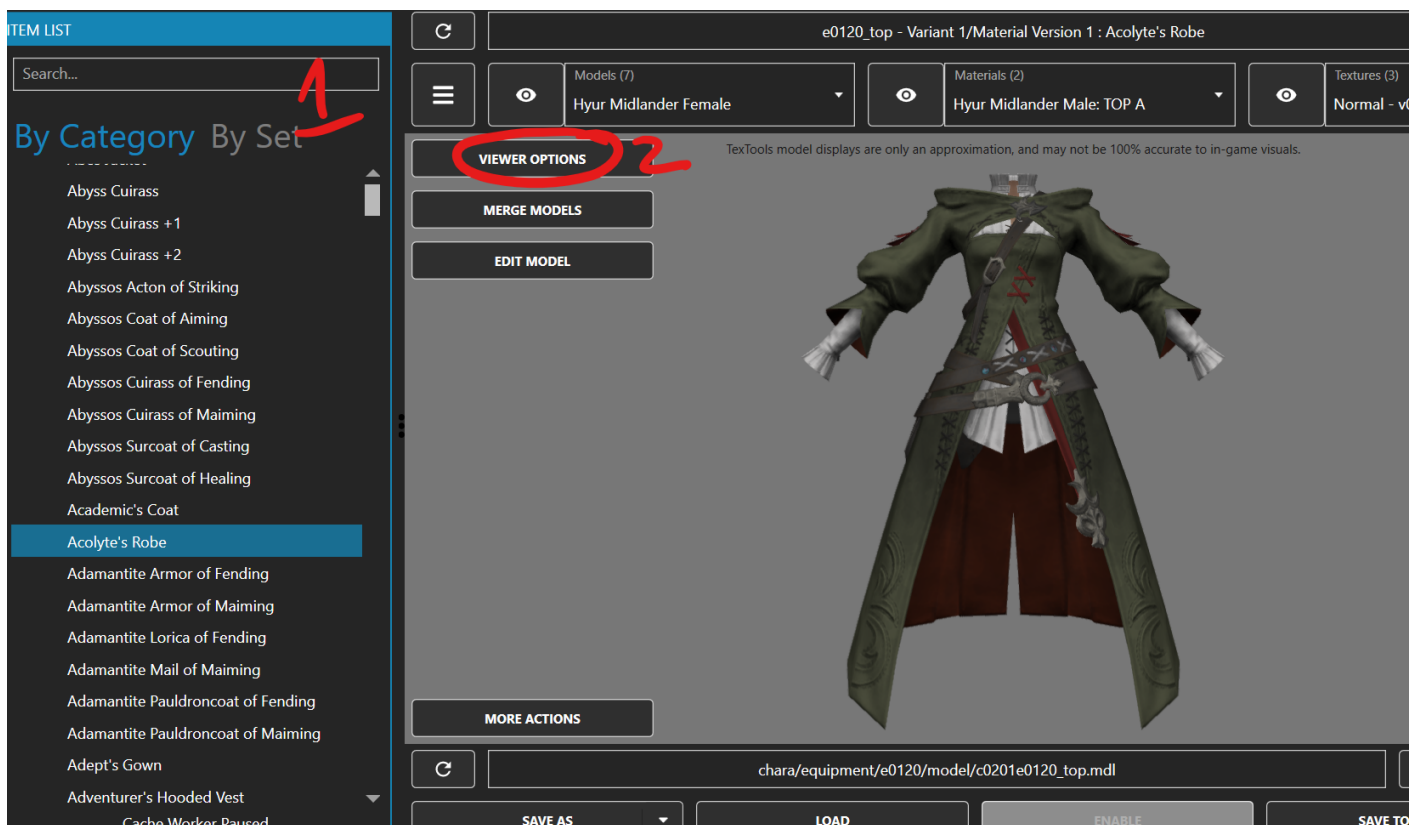 ITEM LIST
Search...
1
By Category By Set
Abyss Cuirass
Abyss Cuirass +1
Abyss Cuirass +2
Abyssos Acton of Striking
Abyssos Coat of Aiming
Abyssos Coat of Scouting
Abyssos Cuirass of Fending
Abyssos Cuirass of Maiming
Abyssos Surcoat of Casting
Abyssos Surcoat of Healing
Academic's Coat
Acolyte's Robe
Adamantite Armor of Fending
Adamantite Armor of Maiming
Adamantite Lorica of Fending
Adamantite Mail of Maiming
Adamantite Pauldroncoat of Fending
Adamantite Pauldroncoat of Maiming
Adept's Gown
Adventurer's Hooded Vest
Cache Worker Paused
e0120_top - Variant 1/Material Version 1 : Acolyte's Robe
Models (7)
Hyur Midlander Female
Materials (2)
Hyur Midlander Male: TOP A
Textures (3)
Normal - v0
VIEWER OPTIONS
2
TexTools model displays are only an approximation, and may not be 100% accurate to in-game visuals.
MERGE MODELS
EDIT MODEL
MORE ACTIONS
chara/equipment/e0120/model/c0201e0120_top.mdl
SAVE AS
LOAD
ENABLE
SAVE TO